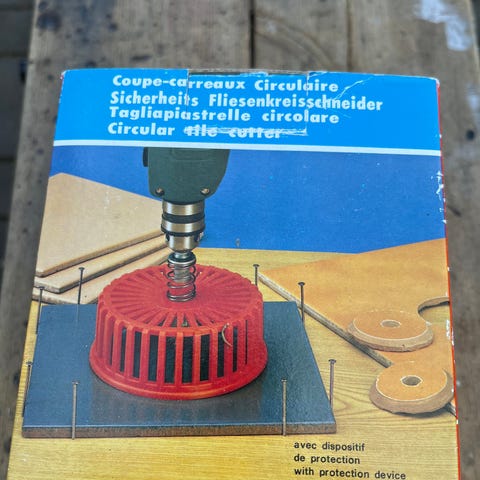 Coupe-carreaux Circulaire
Sicherheits Fliesenkreisschneider
Tagliapiastrelle circolare
Circular tile cutter
avec dispositif
de protection
with protection device